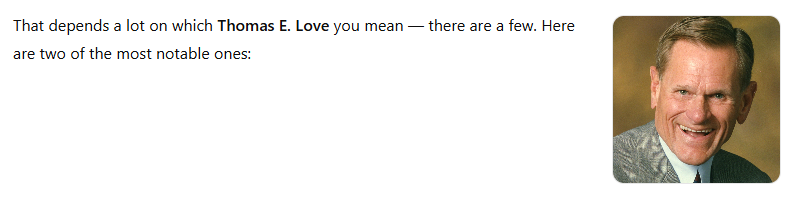 That depends a lot on which Thomas E. Love you mean — there are a few. Here
are two of the most notable ones: